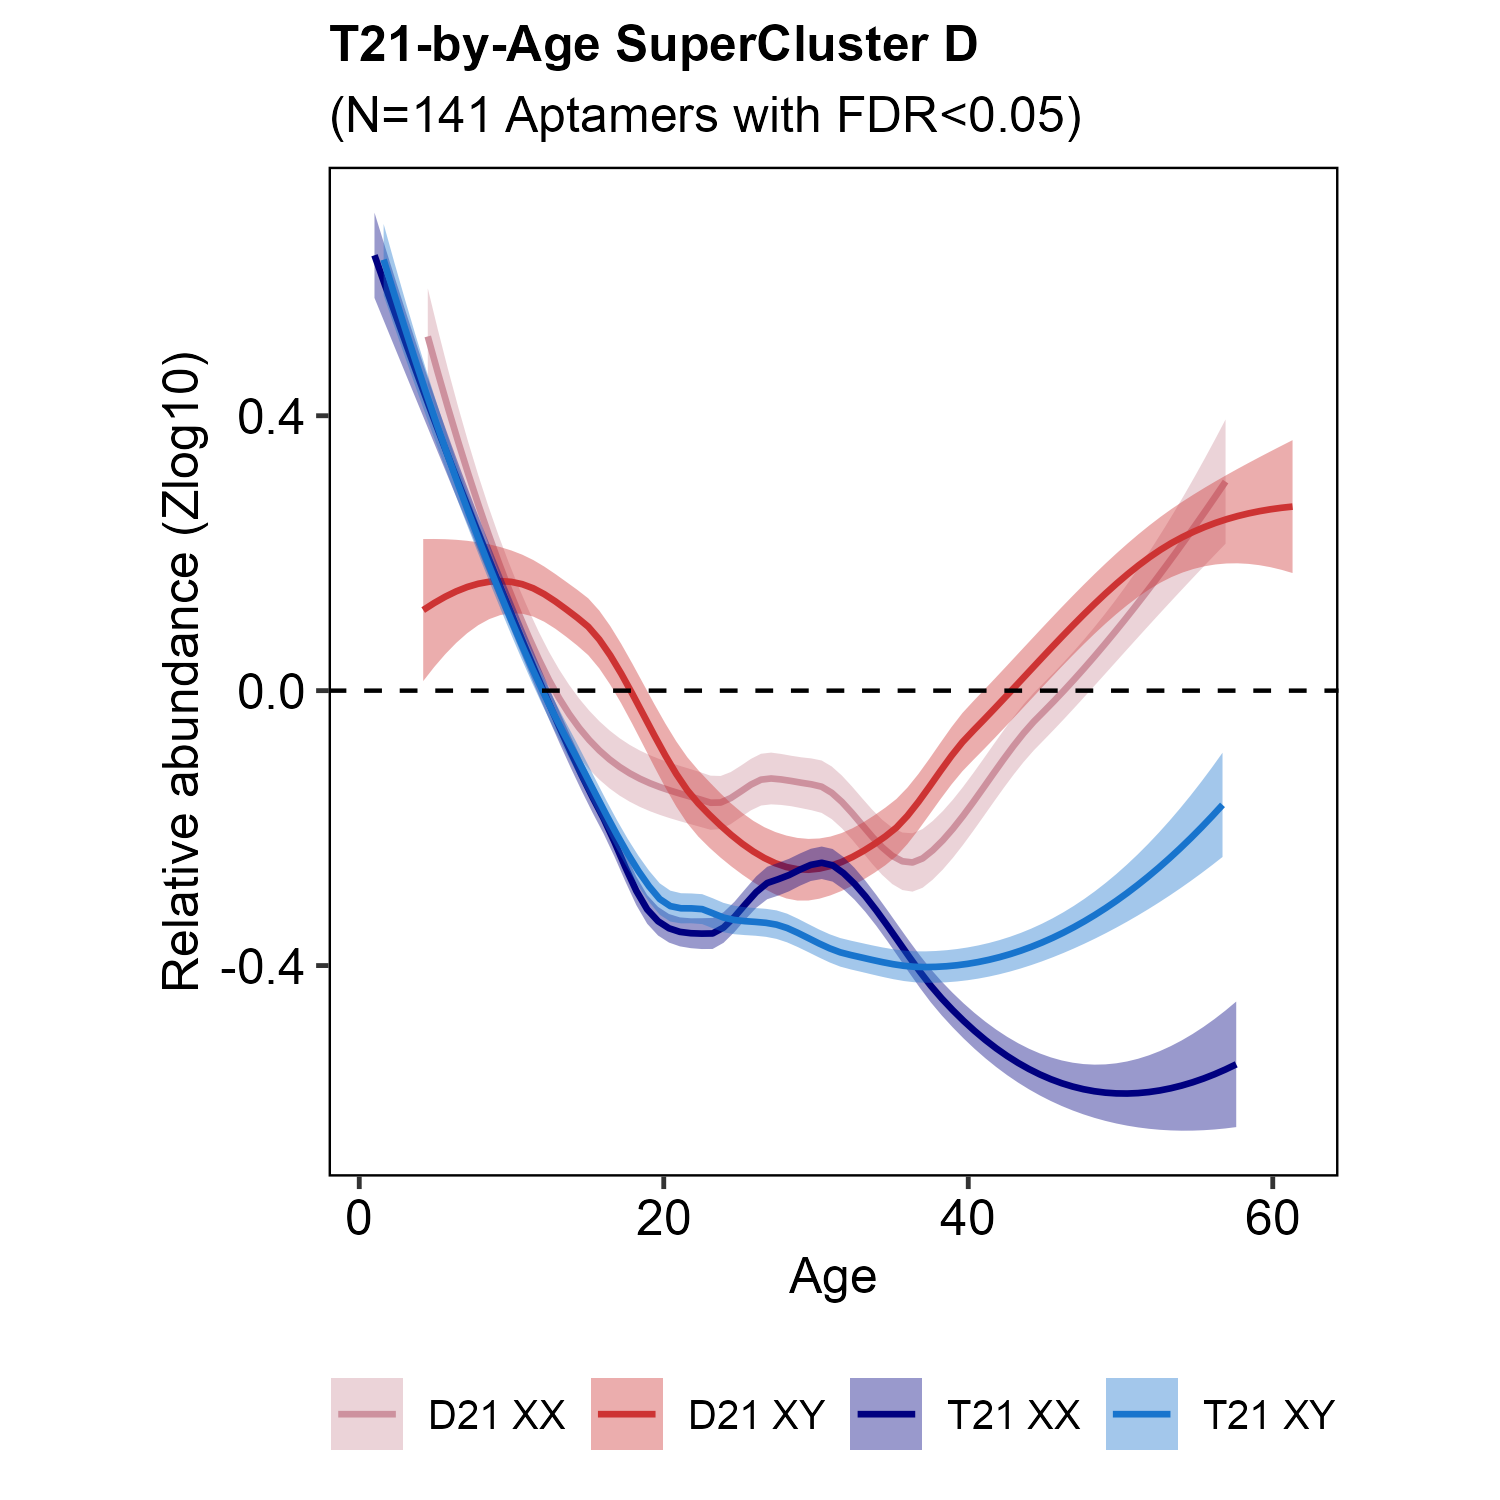 T21-by-Age SuperCluster D
(N=141 Aptamers with FDR<0.05)
Relative abundance (Zlog10)
0.4
0.0
-0.4
0 20 40 60
Age
D21 XX D21 XY T21 XX T21 XY